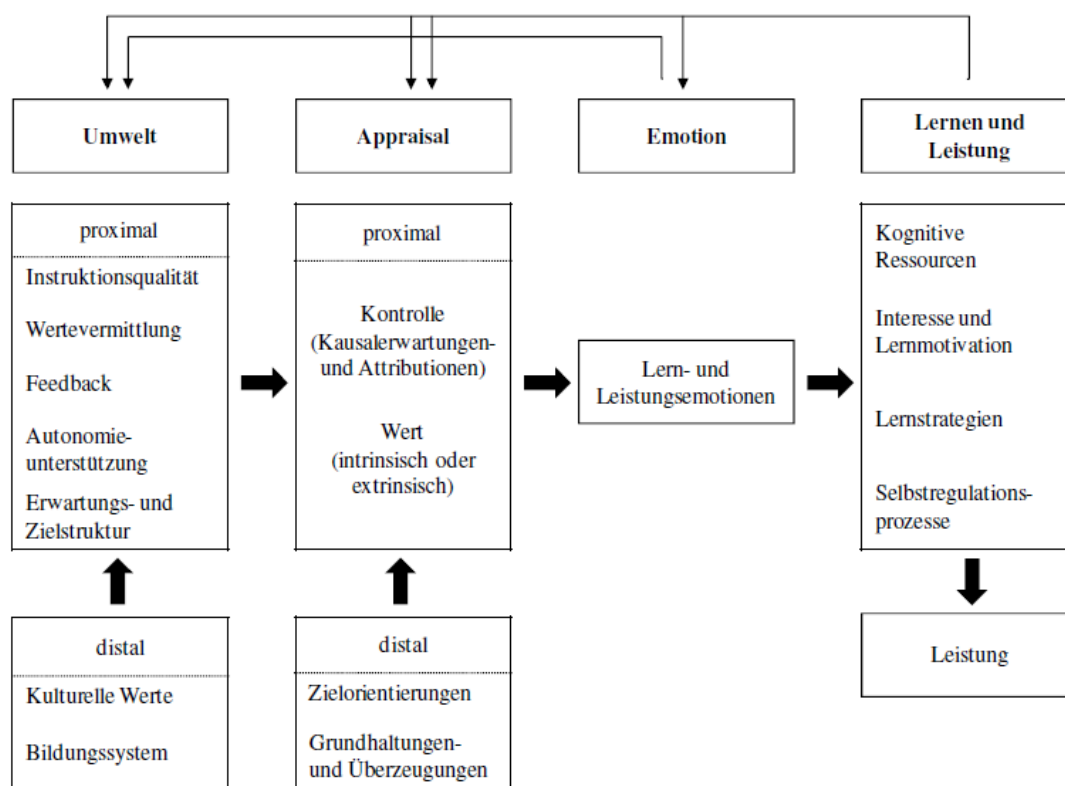 Umwelt
Appraisal
Emotion
Lernen und
Leistung
proximal
Instruktionsqualität
Wertevermittlung
Feedback
Autonomie-
unterstützung
Erwartungs- und
Zielstruktur
proximal
Kontrolle
(Kausalerwartungen-
und Attributionen)
Wert
(intrinsisch oder
extrinsisch)
Lern- und
Leistungsemotionen
Kognitive
Ressourcen
Interesse und
Lernmotivation
Lernstrategien
Selbstregulations-
prozesse
distal
Kulturelle Werte
Bildungssystem
distal
Zielorientierungen
Grundhaltungen-
und Überzeugungen
Leistung